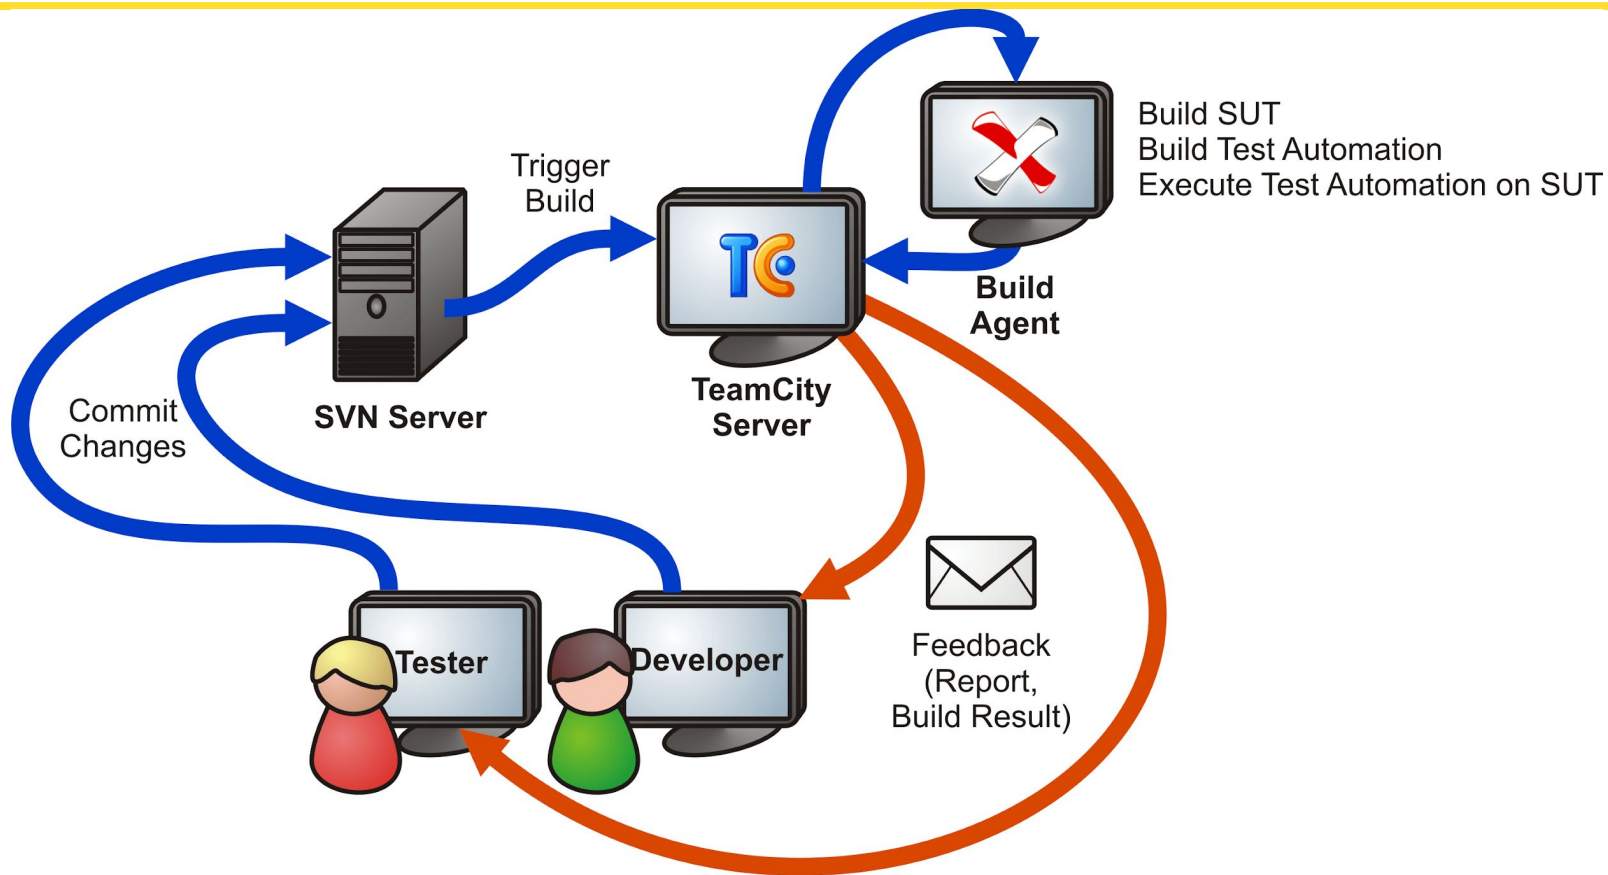 Build SUT
Build Test Automation
Execute Test Automation on SUT
Trigger
Build
TC
Build
Agent
TeamCity
Server
SVN Server
Commit
Changes
Tester
Developer
Feedback
(Report,
Build Result)